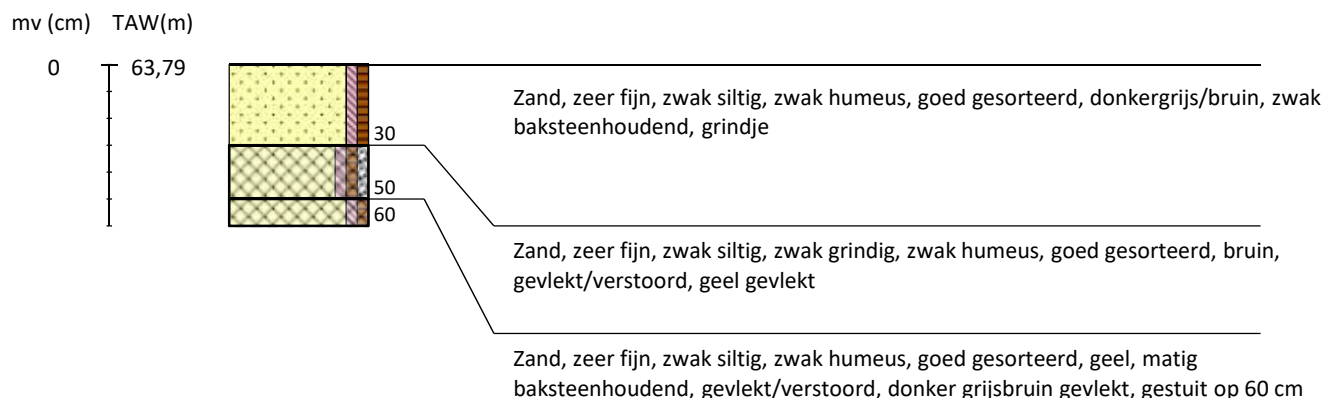 mv (cm) TAW(m)
0 63,79
Zand, zeer fijn, zwak siltig, zwak humeus, goed gesorteerd, donkergrijs/bruin, zwak
baksteenhoudend, grindje
30
50
60
Zand, zeer fijn, zwak siltig, zwak grindig, zwak humeus, goed gesorteerd, bruin,
gevlekt/verstoord, geel gevlekt
Zand, zeer fijn, zwak siltig, zwak humeus, goed gesorteerd, geel, matig
baksteenhoudend, gevlekt/verstoord, donker grijsbruin gevlekt, gestuit op 60 cm